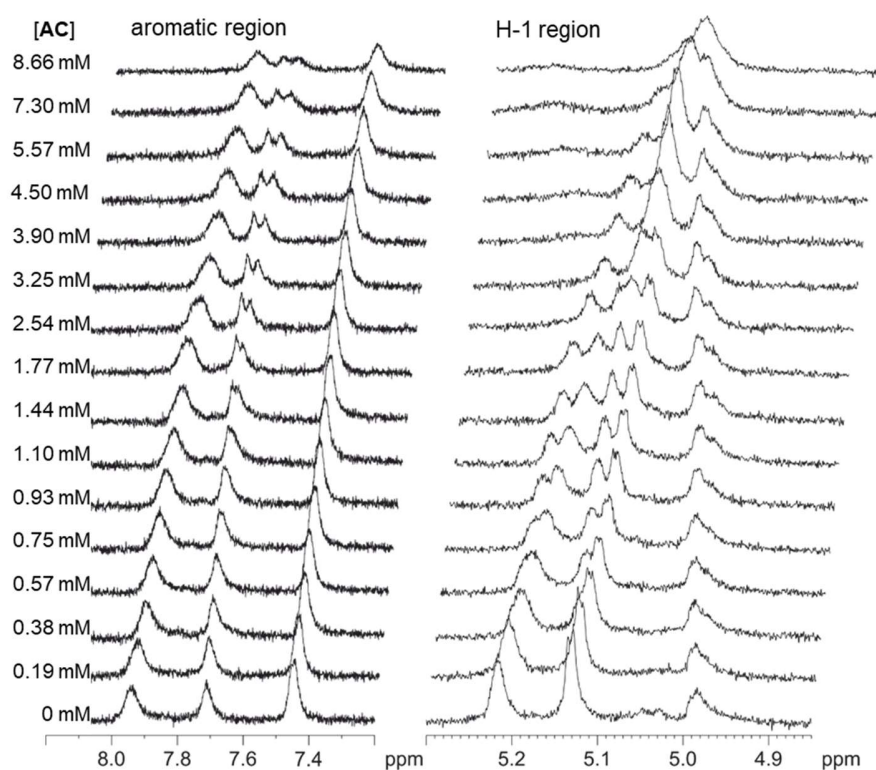 [AC] aromatic region H-1 region
8.66 mM
7.30 mM
5.57 mM
4.50 mM
3.90 mM
3.25 mM
2.54 mM
1.77 mM
1.44 mM
1.10 mM
0.93 mM
0.75 mM
0.57 mM
0.38 mM
0.19 mM
0 mM
8.0 7.8 7.6 7.4 ppm 5.2 5.1 5.0 4.9 ppm